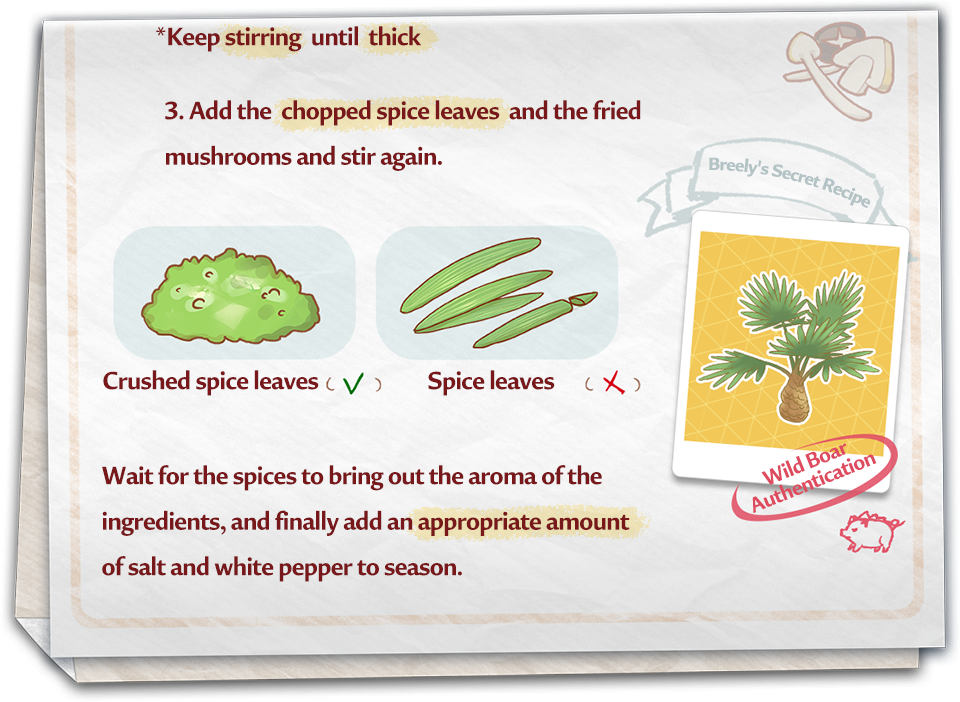 *Keep stirring until thick
3. Add the chopped spice leaves and the fried
mushrooms and stir again.
Breely's Secret Recipe
Crushed spice leaves ( ✓ )
Spice leaves ( ✗ )
Wild Boar
Authentication
Wait for the spices to bring out the aroma of the
ingredients, and finally add an appropriate amount
of salt and white pepper to season.